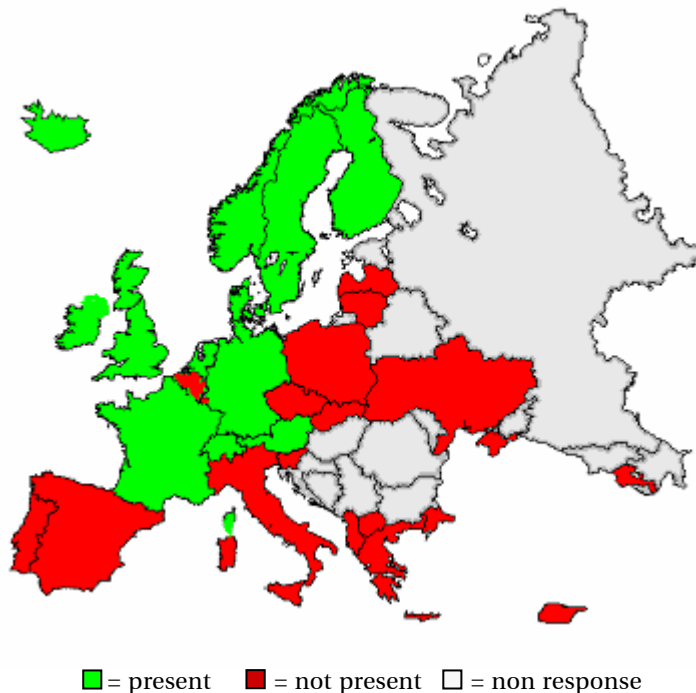 = present = not present = non response